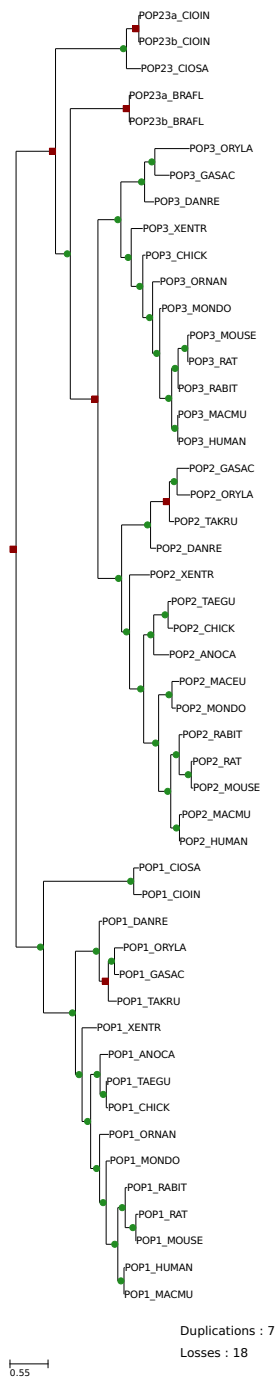 POP23a_CIOIN
POP23b_CIOIN
POP23_CIOSA
POP23a_BRAFL
POP23b_BRAFL
POP3_ORYLA
POP3_GASAC
POP3_DANRE
POP3_XENTR
POP3_CHICK
POP3_ORNAN
POP3_MONDO
POP3_MOUSE
POP3_RAT
POP3_RABIT
POP3_MACMU
POP3_HUMAN
POP2_GASAC
POP2_ORYLA
POP2_TAKRU
POP2_DANRE
POP2_XENTR
POP2_TAEGU
POP2_CHICK
POP2_ANOCA
POP2_MACEU
POP2_MONDO
POP2_RABIT
POP2_RAT
POP2_MOUSE
POP2_MACMU
POP2_HUMAN
POP1_CIOSA
POP1_CIOIN
POP1_DANRE
POP1_ORYLA
POP1_GASAC
POP1_TAKRU
POP1_XENTR
POP1_ANOCA
POP1_TAEGU
POP1_CHICK
POP1_ORNAN
POP1_MONDO
POP1_RABIT
POP1_RAT
POP1_MOUSE
POP1_HUMAN
POP1_MACMU
Duplications : 7
Losses : 18
0.55